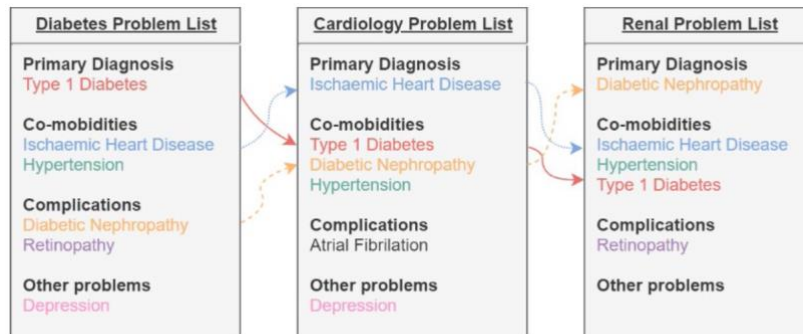 Diabetes Problem List
Primary Diagnosis
Type 1 Diabetes
Co-mobidities
Ischaemic Heart Disease
Hypertension
Complications
Diabetic Nephropathy
Retinopathy
Other problems
Depression
Cardiology Problem List
Primary Diagnosis
Ischaemic Heart Disease
Co-mobidities
Type 1 Diabetes
Diabetic Nephropathy
Hypertension
Complications
Atrial Fibrilation
Other problems
Depression
Renal Problem List
Primary Diagnosis
Diabetic Nephropathy
Co-mobidities
Ischaemic Heart Disease
Hypertension
Type 1 Diabetes
Complications
Retinopathy
Other problems